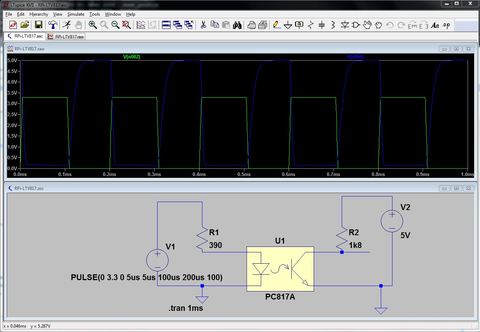 LTspice XVII - RPi-LTV817.raw
File View Plot Settings Simulation Tools Window Help
RPi-LTV817.asc RPi-LTV817.raw
RPi-LTV817.raw
V(n002)
5.0V
4.5V
4.0V
3.5V
3.0V
2.5V
2.0V
1.5V
1.0V
0.5V
0.0V
0.0ms 0.1ms 0.2ms 0.3ms 0.4ms 0.5ms 0.6ms 0.7ms 0.8ms 0.9ms 1.0ms
RPi-LTV817.asc
V2
R1
R2
U1
390
1k8
5V
V1
PULSE(0 3.3 0 5us 5us 100us 200us 100)
PC817A
.tran 1ms
x = 0.046ms y = 5.287V